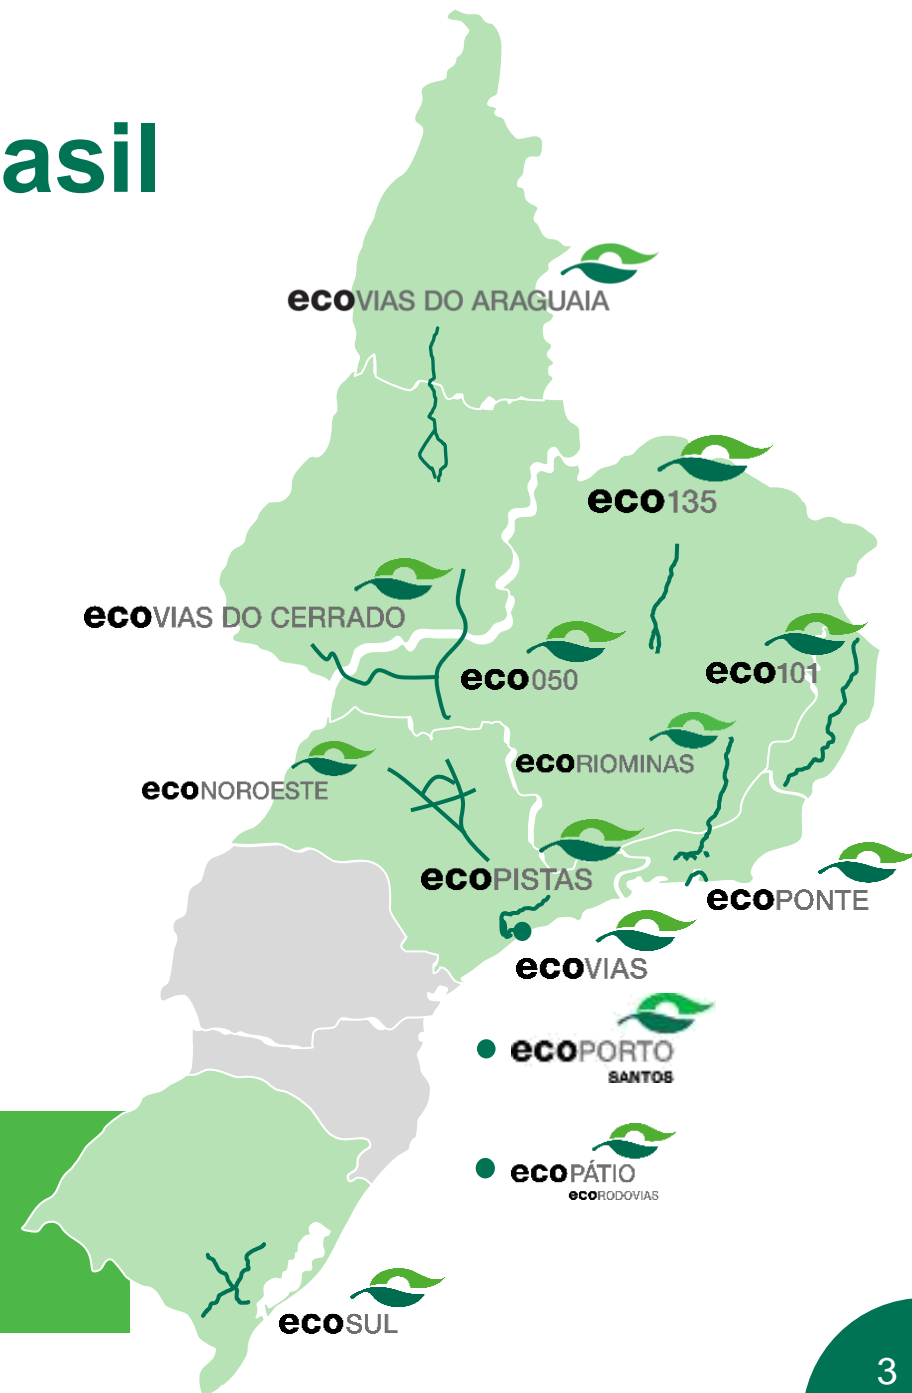 asil
ecoVIAS DO ARAGUAIA
eco135
ecoVIAS DO CERRADO
eco050
eco101
ecoRIOMINAS
ecoNOROESTE
ecoPISTAS
ecoPONTE
ecoVIAS
ecoPORTO
SANTOS
ecoPÁTIO
ecoRODOVIAS
ecoSUL
3